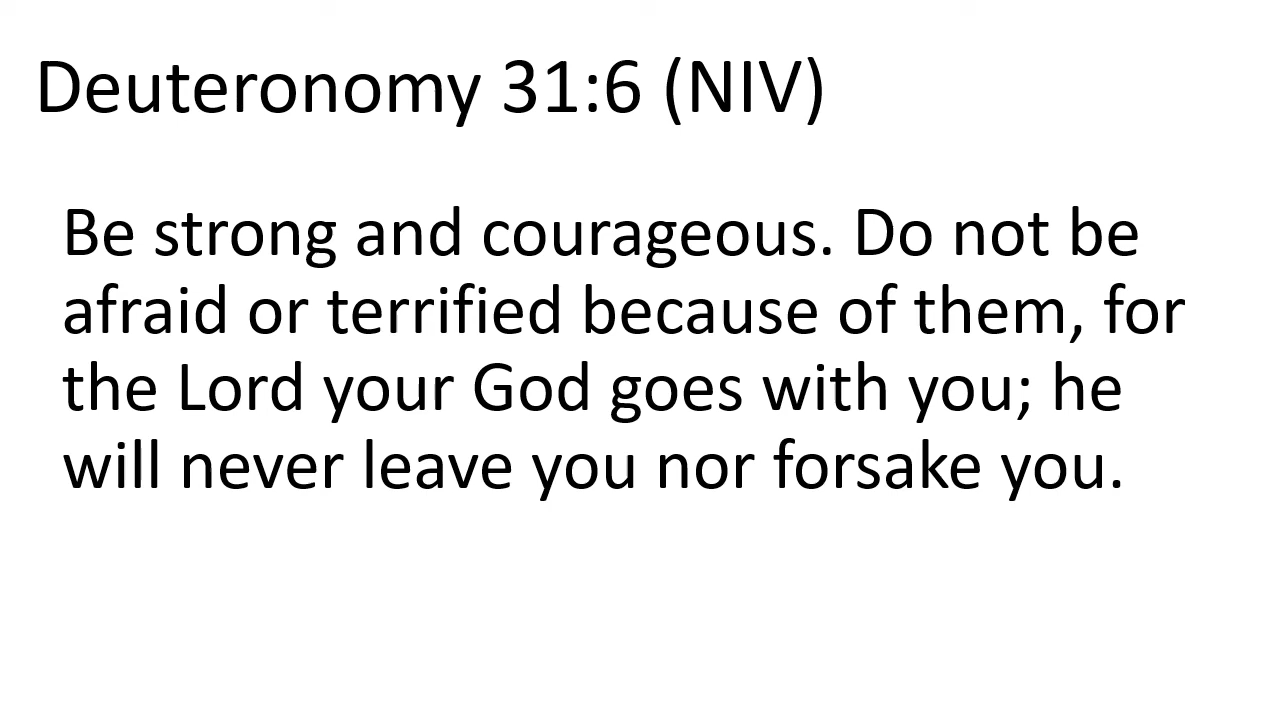 Deuteronomy 31:6 (NIV)
Be strong and courageous. Do not be
afraid or terrified because of them, for
the Lord your God goes with you; he
will never leave you nor forsake you.